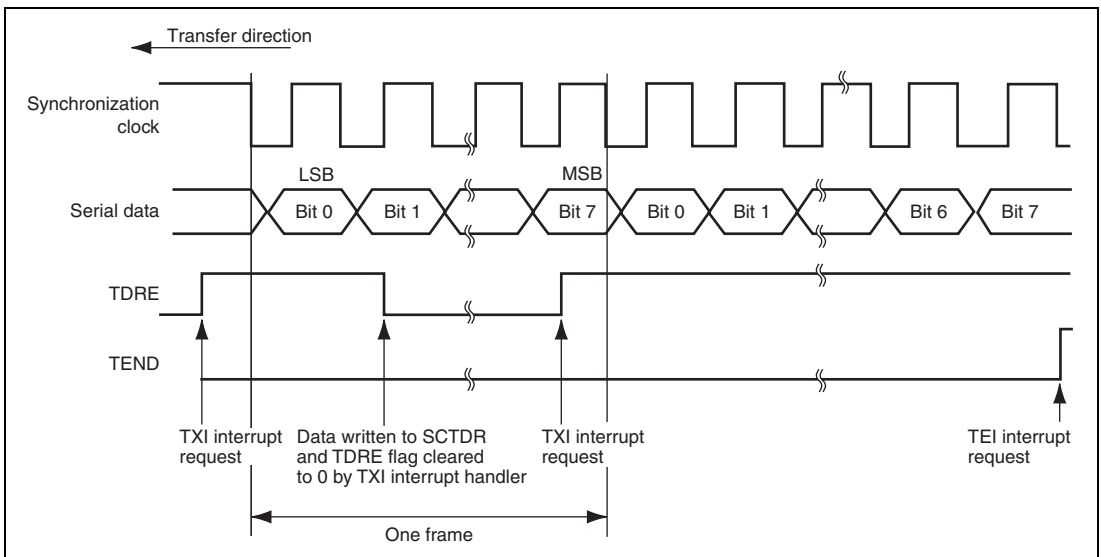 Transfer direction
Synchronization
clock
LSB
MSB
Serial data
Bit 0
Bit 1
Bit 7
Bit 0
Bit 1
Bit 6
Bit 7
TDRE
TEND
TXI interrupt
request
Data written to SCTDR
and TDRE flag cleared
to 0 by TXI interrupt handler
TXI interrupt
request
TEI interrupt
request
One frame